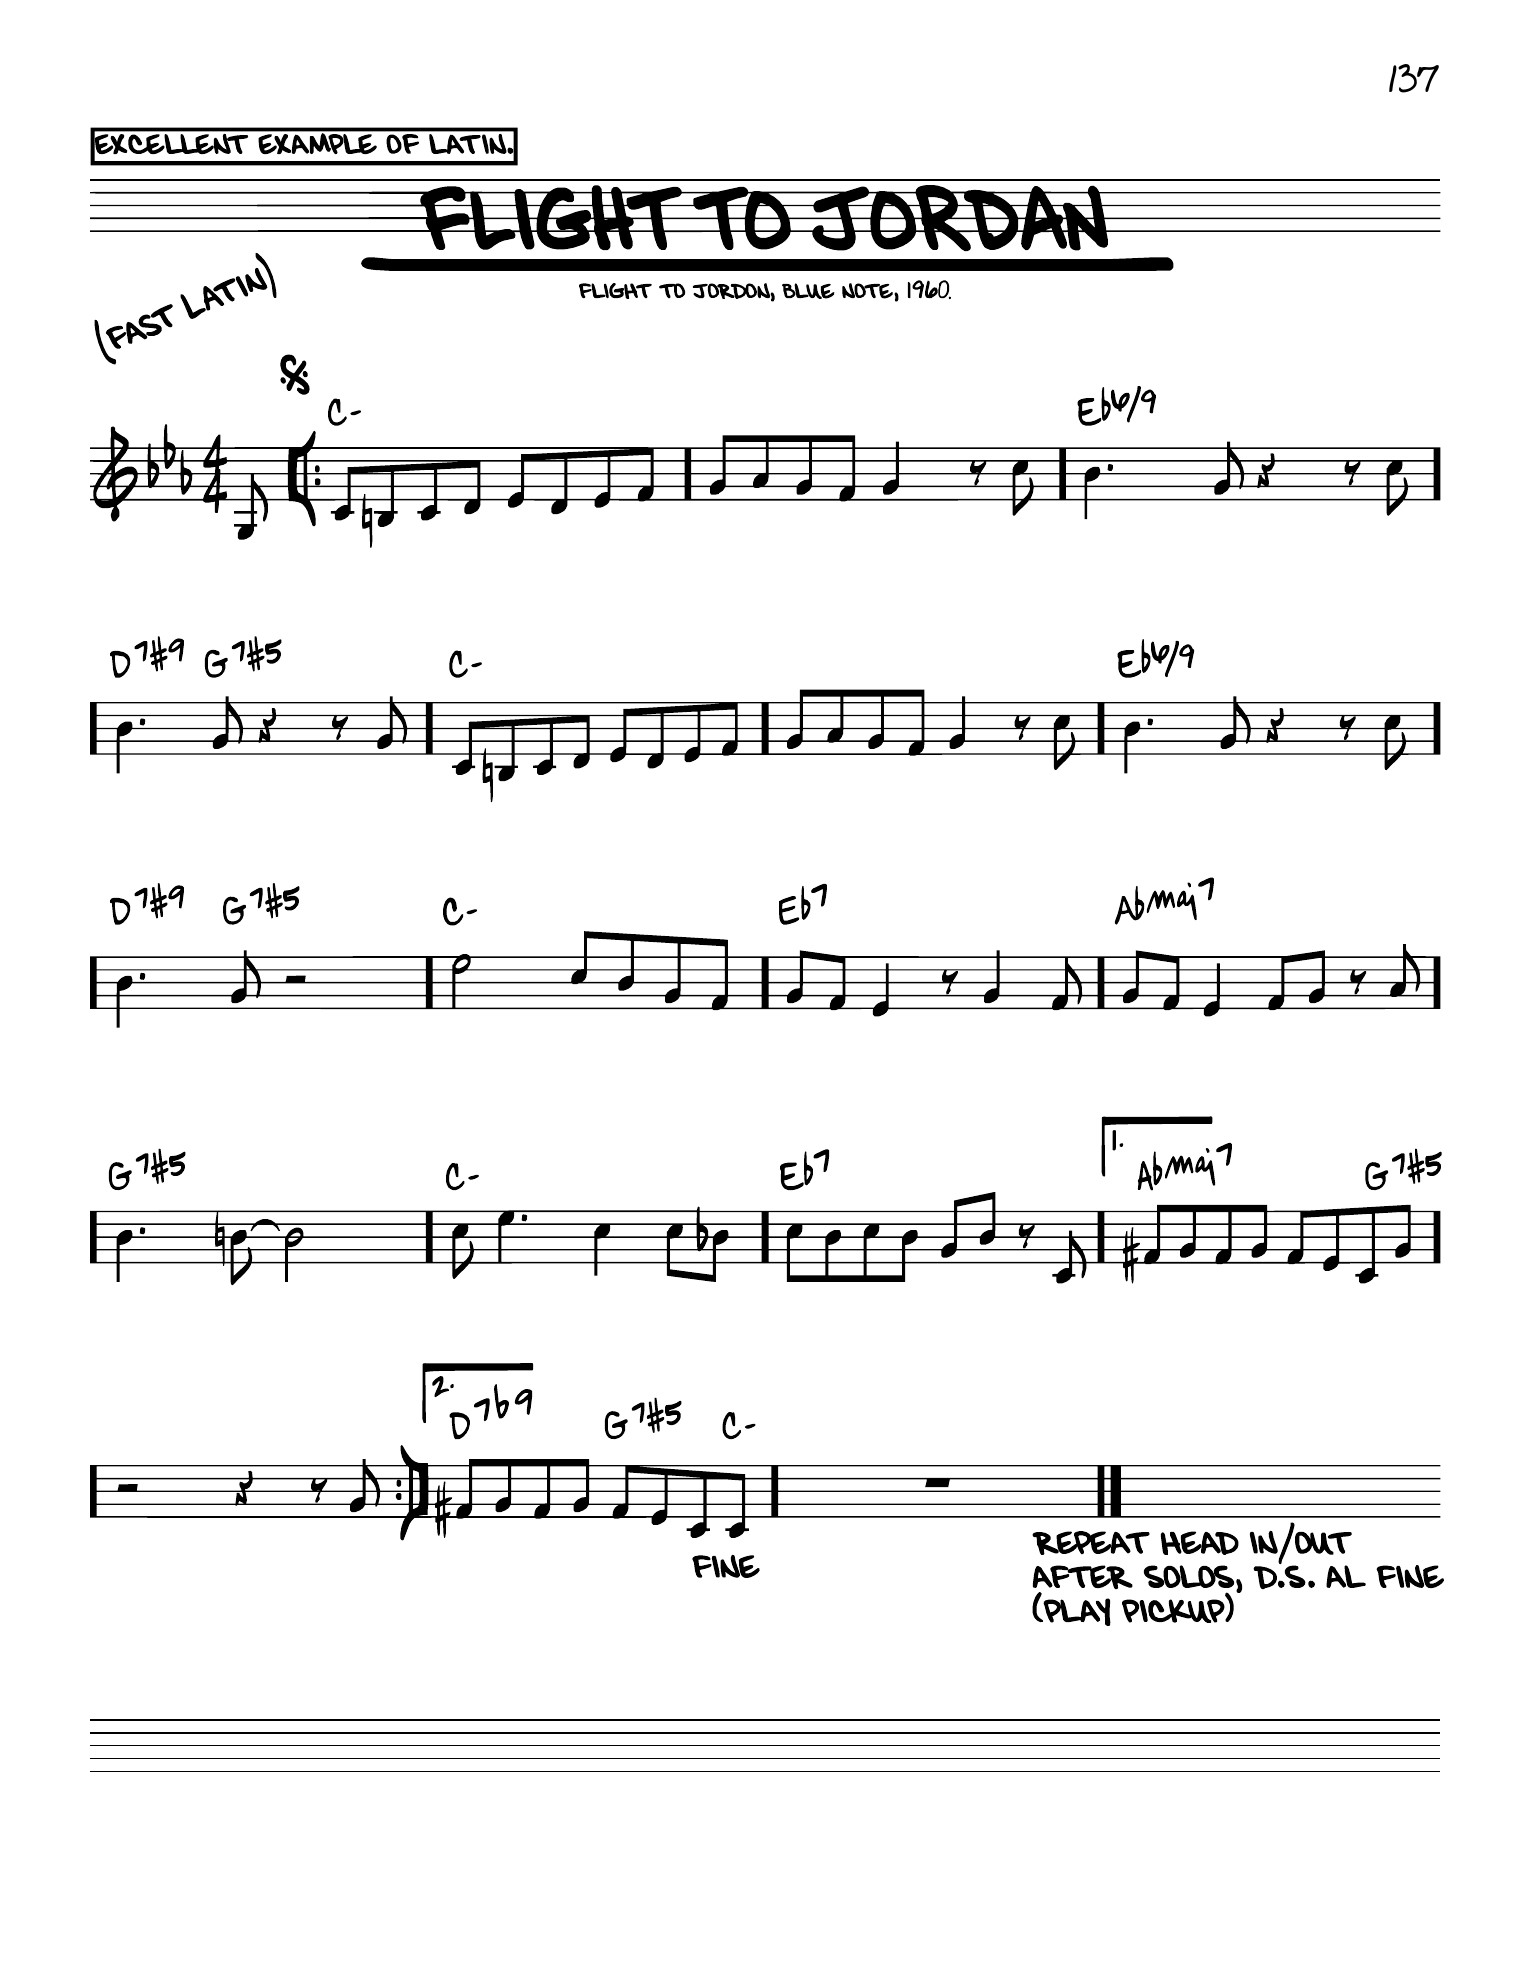 137
EXCELLENT EXAMPLE OF LATIN.
FLIGHT TO JORDAN
FLIGHT TO JORDON, BLUE NOTE, 1960.
(FAST LATIN)
C- Eb6/9
4
4
D7#9 G7#5 C- Eb6/9
D7#9 G7#5 C- Eb7 Abmaj7
1.
G7#5 C- Eb7 Abmaj7 G7#5
2.
D7b9 G7#5 C-
FINE
REPEAT HEAD IN/OUT
AFTER SOLOS, D.S. AL FINE
(PLAY PICKUP)